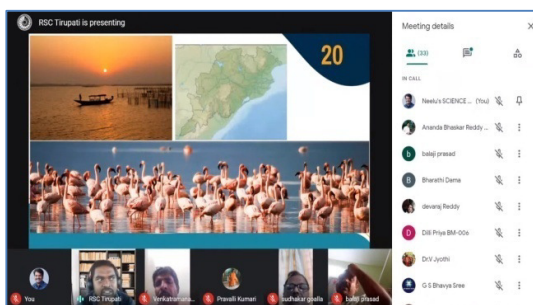 RSC Tirupati is presenting
20
You
RSC Tirupati
Venkatramana...
Pravalli Kumari
sudhakar goalla
balaji prasad
Meeting details
(33)
IN CALL
Neelu's SCIENCE ... (You)
Ananda Bhaskar Reddy ...
b
balaji prasad
B
Bharathi Dema
devaraj Reddy
D
Dilli Priya BM-006
Dr.V Jyothi
G S Bhavya Sree